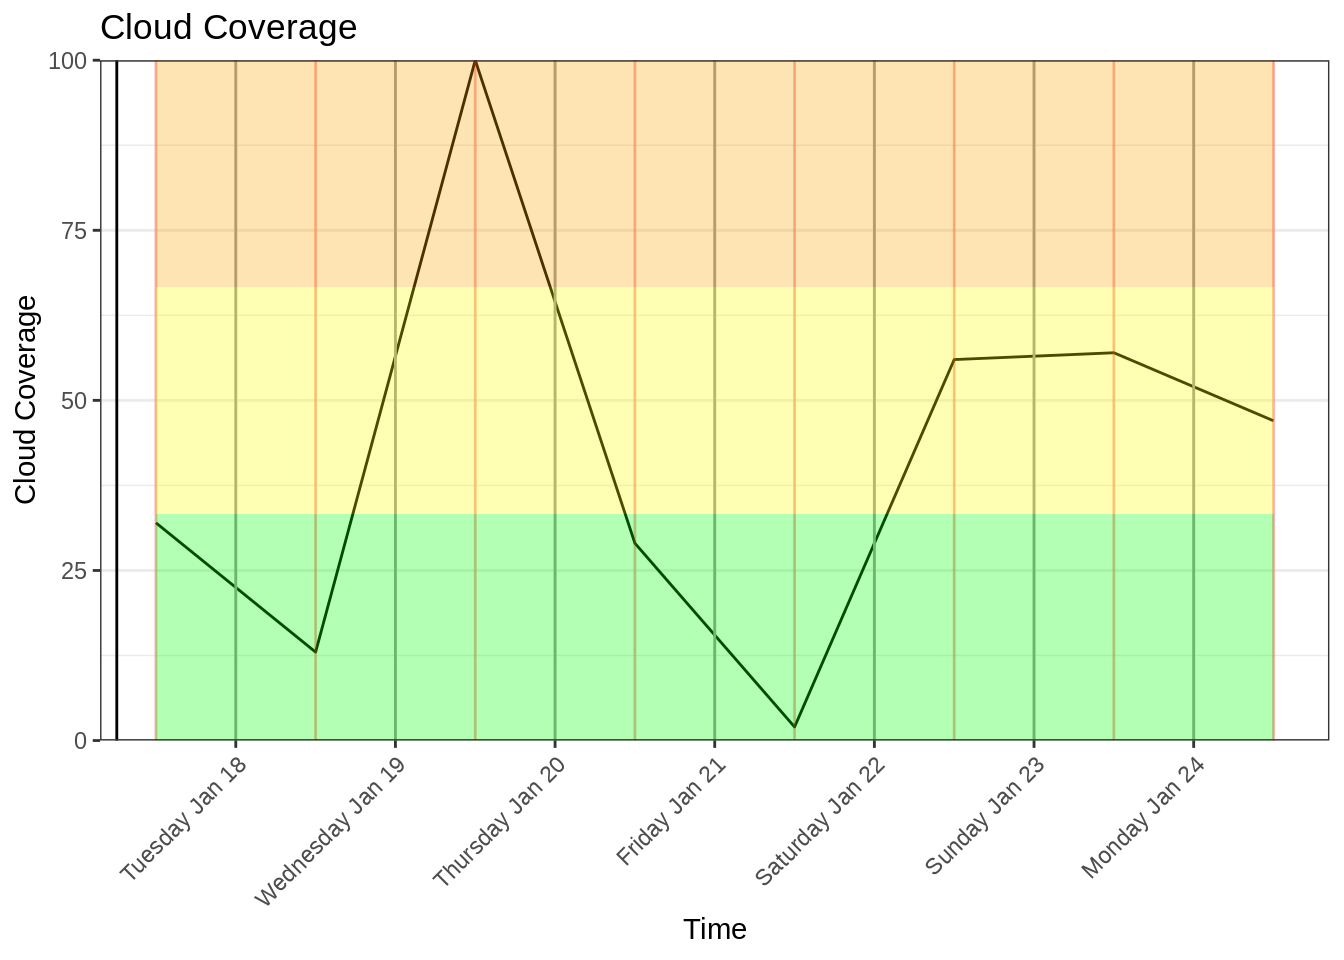 Cloud Coverage
Cloud Coverage
100
75
50
25
0
Tuesday Jan 18
Wednesday Jan 19
Thursday Jan 20
Friday Jan 21
Saturday Jan 22
Sunday Jan 23
Monday Jan 24
Time